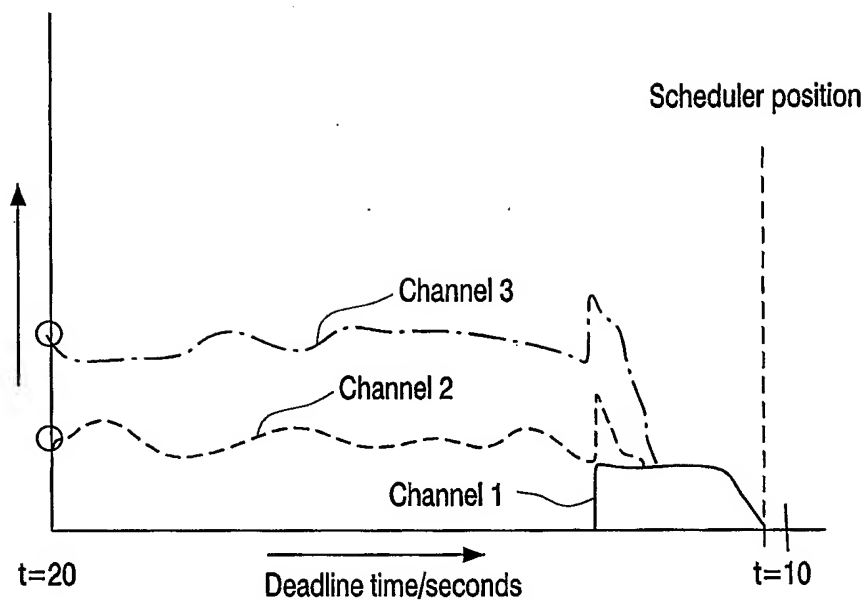 Scheduler position
Channel 3
Channel 2
Channel 1
t=20
t=10
Deadline time/seconds